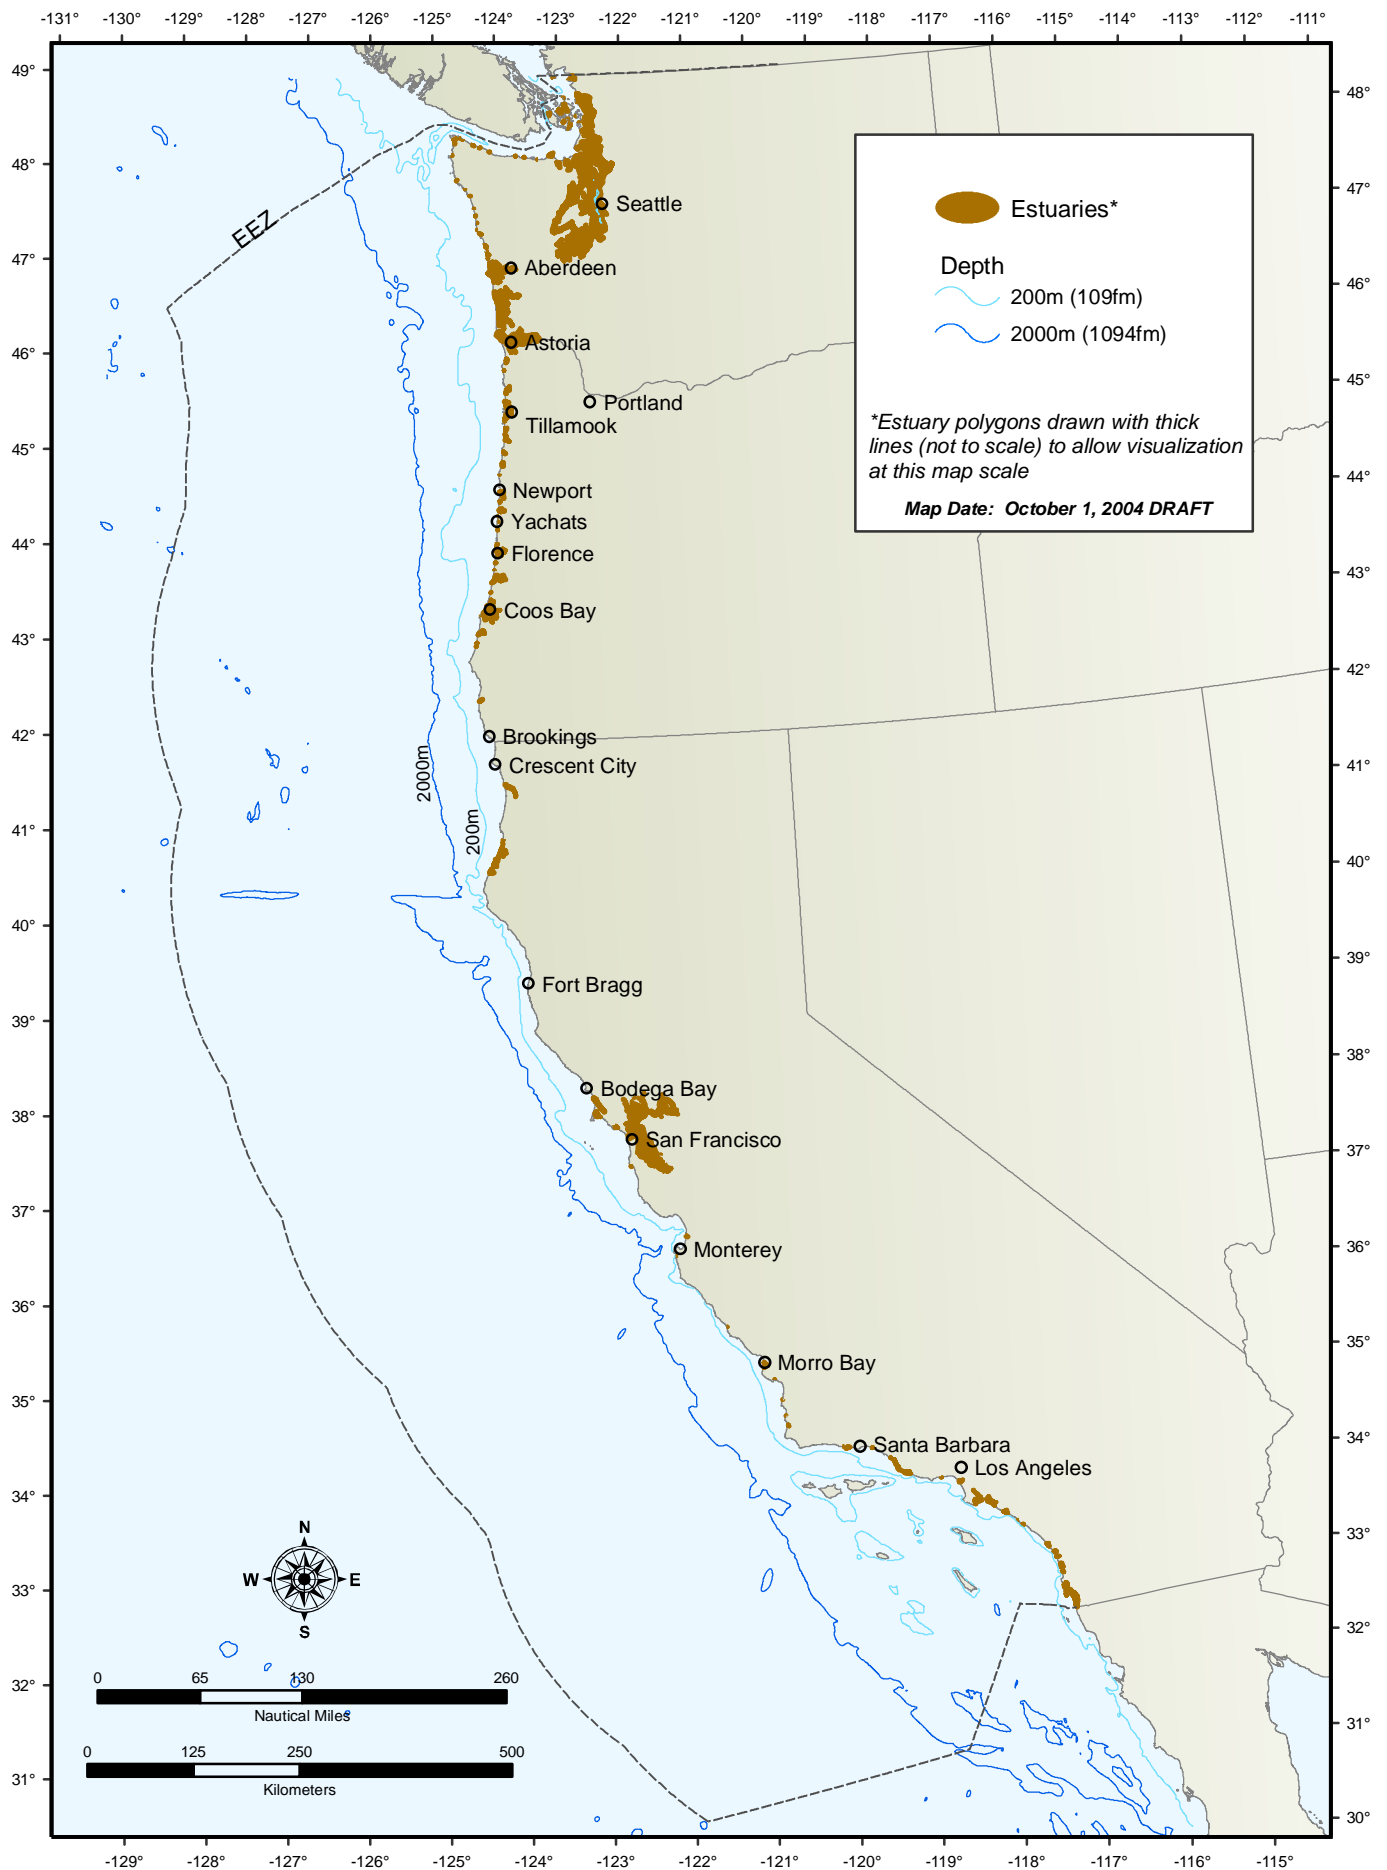 -131° -130° -129° -128° -127° -126° -125° -124° -123° -122° -121° -120° -119° -118° -117° -116° -115° -114° -113° -112° -111°
49°
48°
47°
46°
45°
44°
43°
42°
41°
40°
39°
38°
37°
36°
35°
34°
33°
32°
31°
48°
47°
46°
45°
44°
43°
42°
41°
40°
39°
38°
37°
36°
35°
34°
33°
32°
31°
30°
EEZ
Seattle
Aberdeen
Astoria
Portland
Tillamook
Newport
Yachats
Florence
Coos Bay
Brookings
Crescent City
2000m
200m
Fort Bragg
Bodega Bay
San Francisco
Monterey
Morro Bay
Santa Barbara
Los Angeles
Estuaries*
Depth
200m (109fm)
2000m (1094fm)
*Estuary polygons drawn with thick
lines (not to scale) to allow visualization
at this map scale
Map Date: October 1, 2004 DRAFT
N
W E
S
0 65 130 260
Nautical Miles
0 125 250 500
Kilometers
-129° -128° -127° -126° -125° -124° -123° -122° -121° -120° -119° -118° -117° -116° -115°